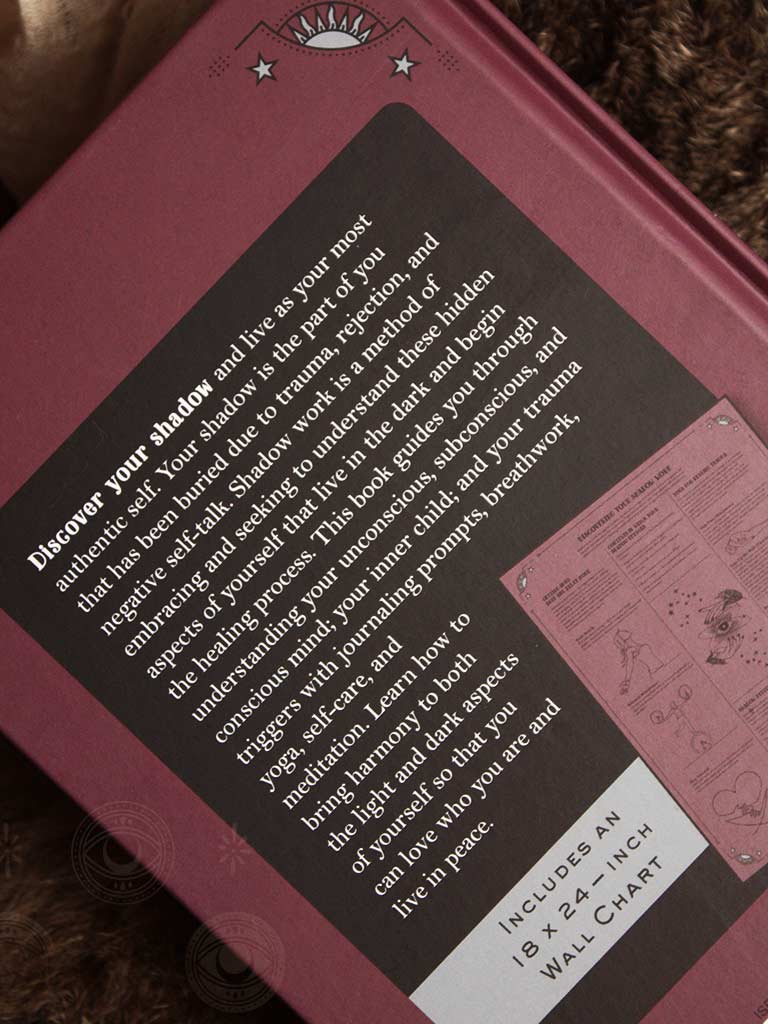 Discover your shadow and live as your most
authentic self. Your shadow is the part of you
that has been buried due to trauma, rejection, and
negative self-talk. Shadow work is a method of
embracing and seeking to understand these hidden
aspects of yourself that live in the dark and begin
the healing process. This book guides you through
understanding your unconscious, subconscious, and
conscious mind; your inner child; and your trauma
triggers with journaling prompts, breathwork,
yoga, self-care, and
meditation. Learn how to
bring harmony to both
the light and dark aspects
of yourself so that you
can love who you are and
live in peace.
INCLUDES AN
18 x 24–INCH
WALL CHART